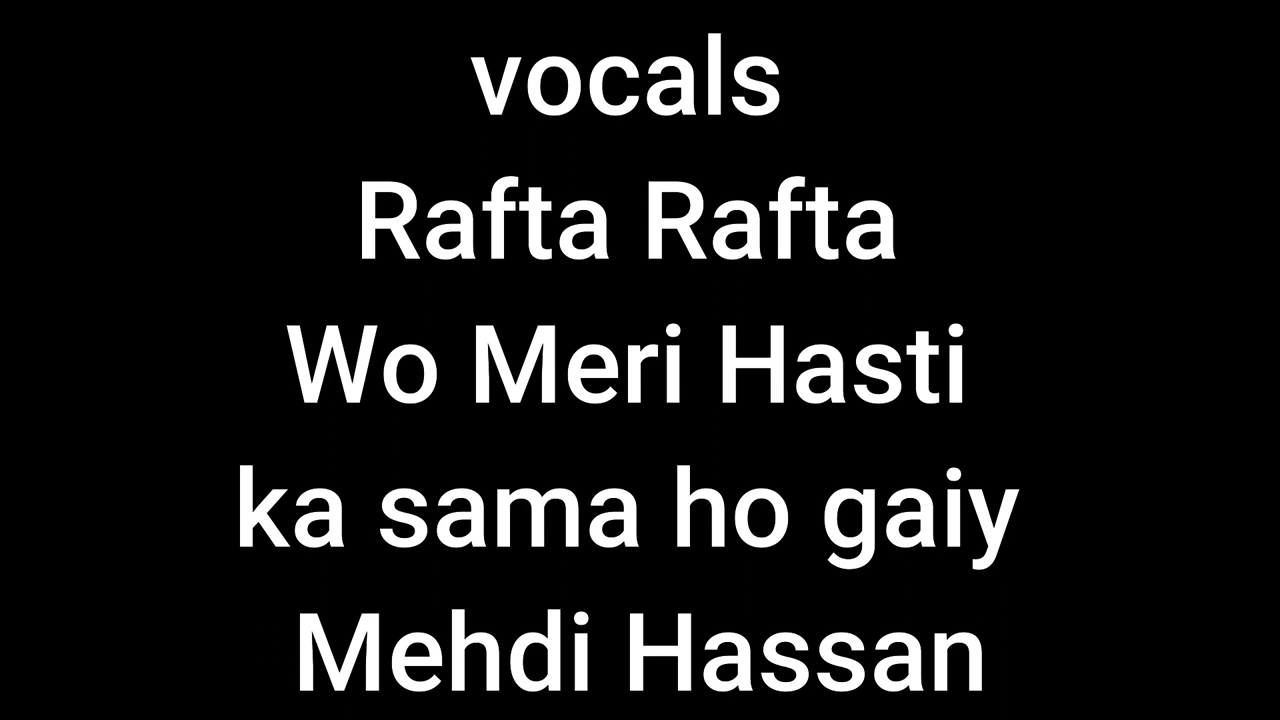 vocals
Rafta Rafta
Wo Meri Hasti
ka sama ho gaiy
Mehdi Hassan